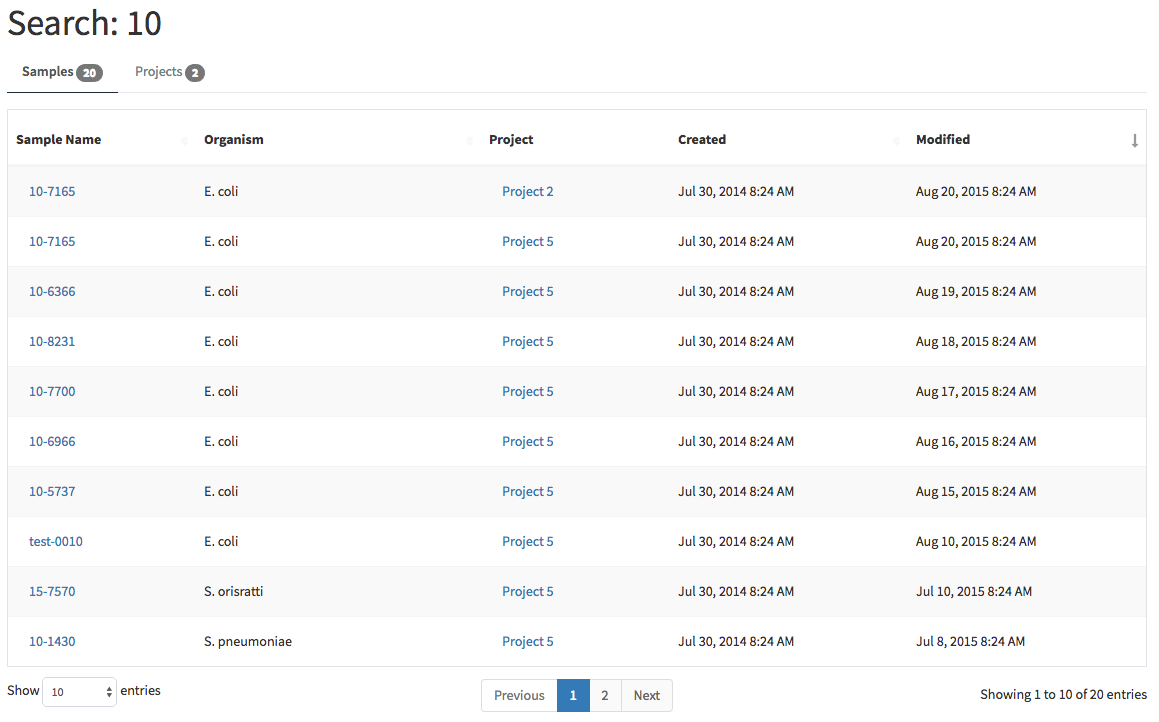 Search: 10
Samples 20 Projects 2
Sample Name Organism Project Created Modified
10-7165 E. coli Project 2 Jul 30, 2014 8:24 AM Aug 20, 2015 8:24 AM
10-7165 E. coli Project 5 Jul 30, 2014 8:24 AM Aug 20, 2015 8:24 AM
10-6366 E. coli Project 5 Jul 30, 2014 8:24 AM Aug 19, 2015 8:24 AM
10-8231 E. coli Project 5 Jul 30, 2014 8:24 AM Aug 18, 2015 8:24 AM
10-7700 E. coli Project 5 Jul 30, 2014 8:24 AM Aug 17, 2015 8:24 AM
10-6966 E. coli Project 5 Jul 30, 2014 8:24 AM Aug 16, 2015 8:24 AM
10-5737 E. coli Project 5 Jul 30, 2014 8:24 AM Aug 15, 2015 8:24 AM
test-0010 E. coli Project 5 Jul 30, 2014 8:24 AM Aug 10, 2015 8:24 AM
15-7570 S. orisratti Project 5 Jul 30, 2014 8:24 AM Jul 10, 2015 8:24 AM
10-1430 S. pneumoniae Project 5 Jul 30, 2014 8:24 AM Jul 8, 2015 8:24 AM
Show 10 entries Previous 1 2 Next Showing 1 to 10 of 20 entries